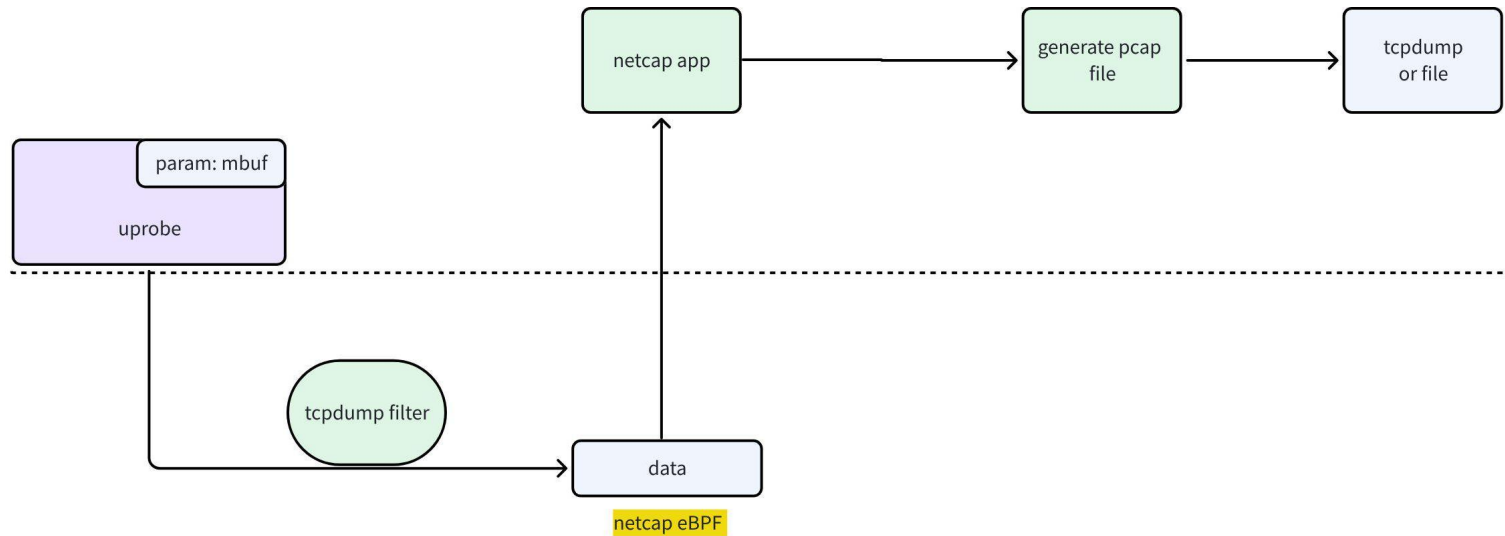 netcap app
generate pcap
file
tcpdump
or file
param: mbuf
uprobe
tcpdump filter
data
netcap eBPF